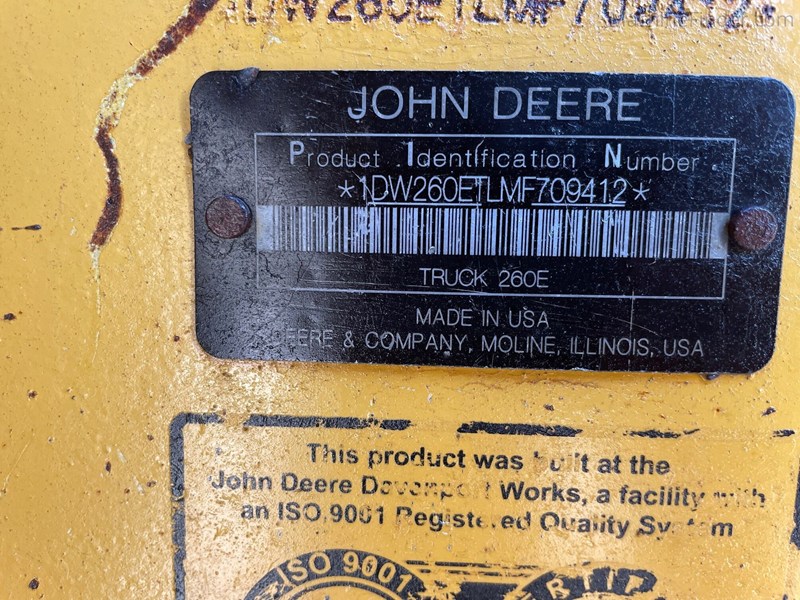 1DW260ETLMF709412
JOHN DEERE
Product Identification Number
*1DW260ETLMF709412*
TRUCK 260E
MADE IN USA
DEERE & COMPANY, MOLINE, ILLINOIS, USA
This product was built at the
John Deere Davenport Works, a facility with
an ISO 9001 Registered Quality System
ISO 9001